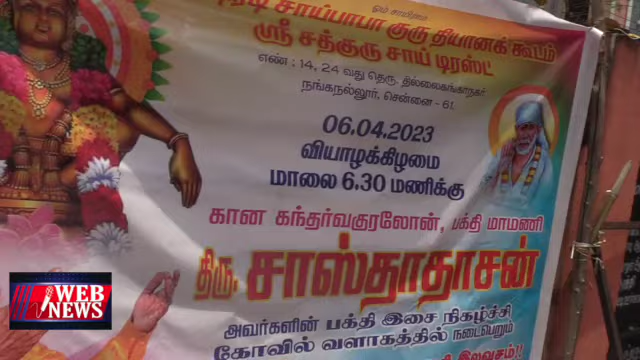 ஓம் சாயிராம்
சாய்பாபா குரு தியானக் கூடம்
ஸ்ரீ சத்குரு சாய் டிரஸ்ட்
எண் : 14, 24 வது தெரு, தில்லைகங்காநகர்
நங்கநல்லூர், சென்னை - 61.
06.04.2023
வியாழக்கிழமை
மாலை 6.30 மணிக்கு
கான கந்தர்வகுரலோன், பக்தி மாமணி
திரு. சாஸ்தாதாசன்
அவர்களின் பக்தி இசை நிகழ்ச்சி
கோவில் வளாகத்தில் நடைபெறும்
இலவசம்!!
WEB
NEWS